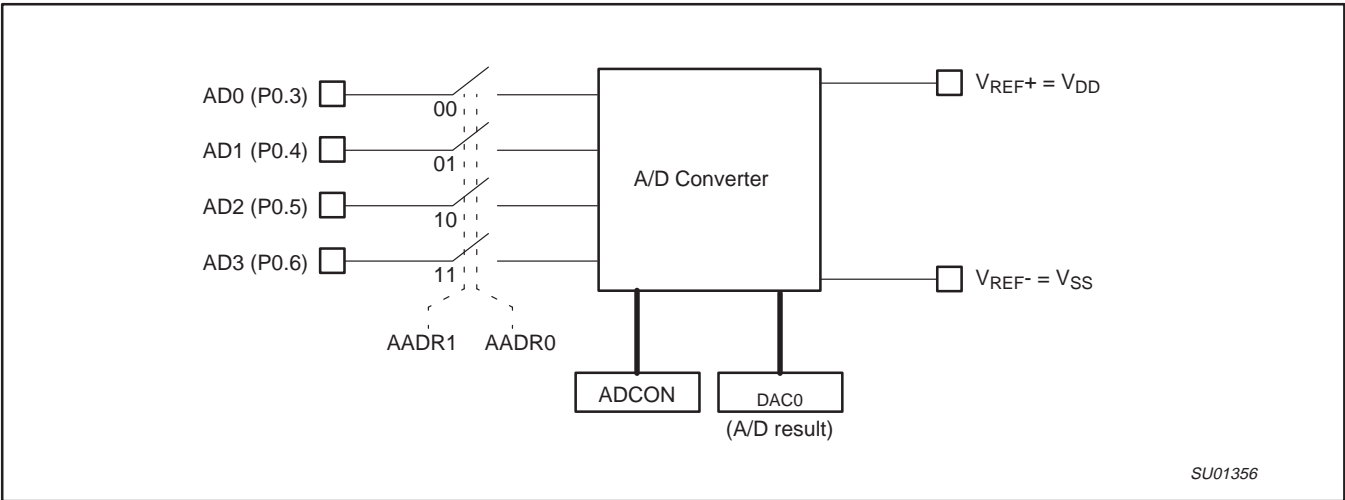 AD0 (P0.3)
00
AD1 (P0.4)
01
AD2 (P0.5)
10
AD3 (P0.6)
11
AADR1 AADR0
A/D Converter
VREF+ = VDD
VREF- = VSS
ADCON
DAC0
(A/D result)
SU01356